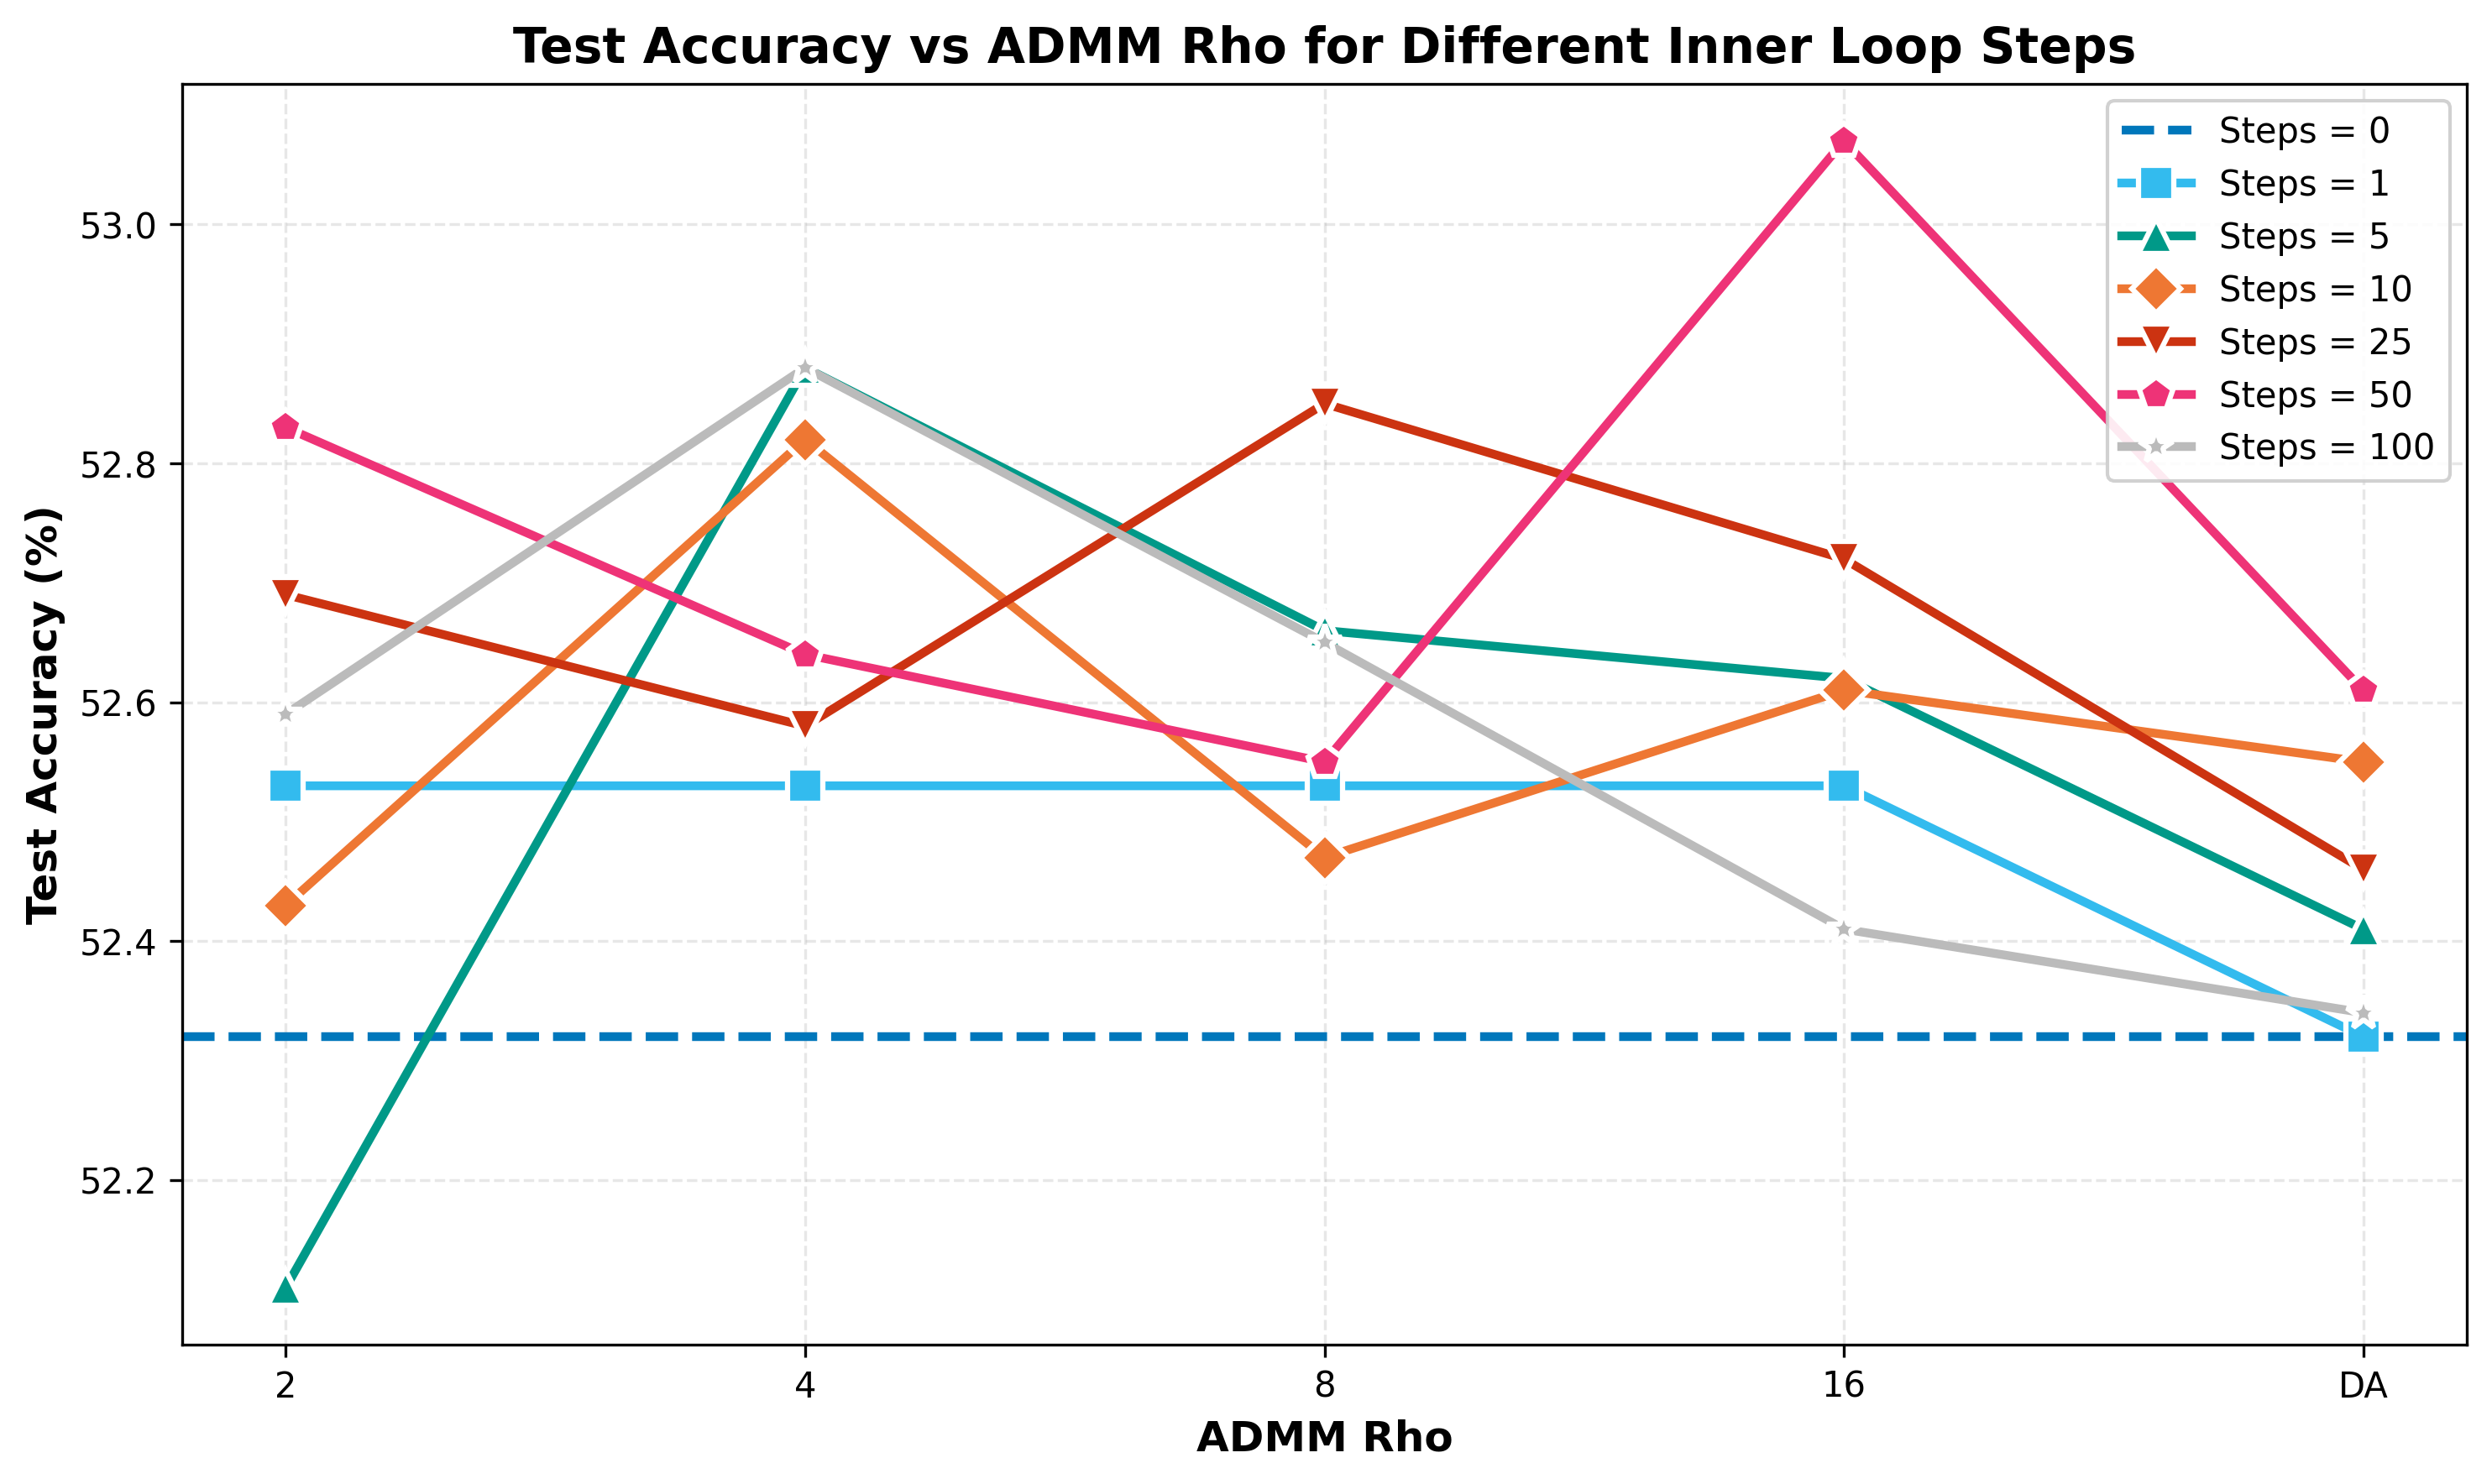 Test Accuracy vs ADMM Rho for Different Inner Loop Steps
Test Accuracy (%)
53.0
52.8
52.6
52.4
52.2
Steps = 0
Steps = 1
Steps = 5
Steps = 10
Steps = 25
Steps = 50
Steps = 100
2 4 8 16 DA
ADMM Rho